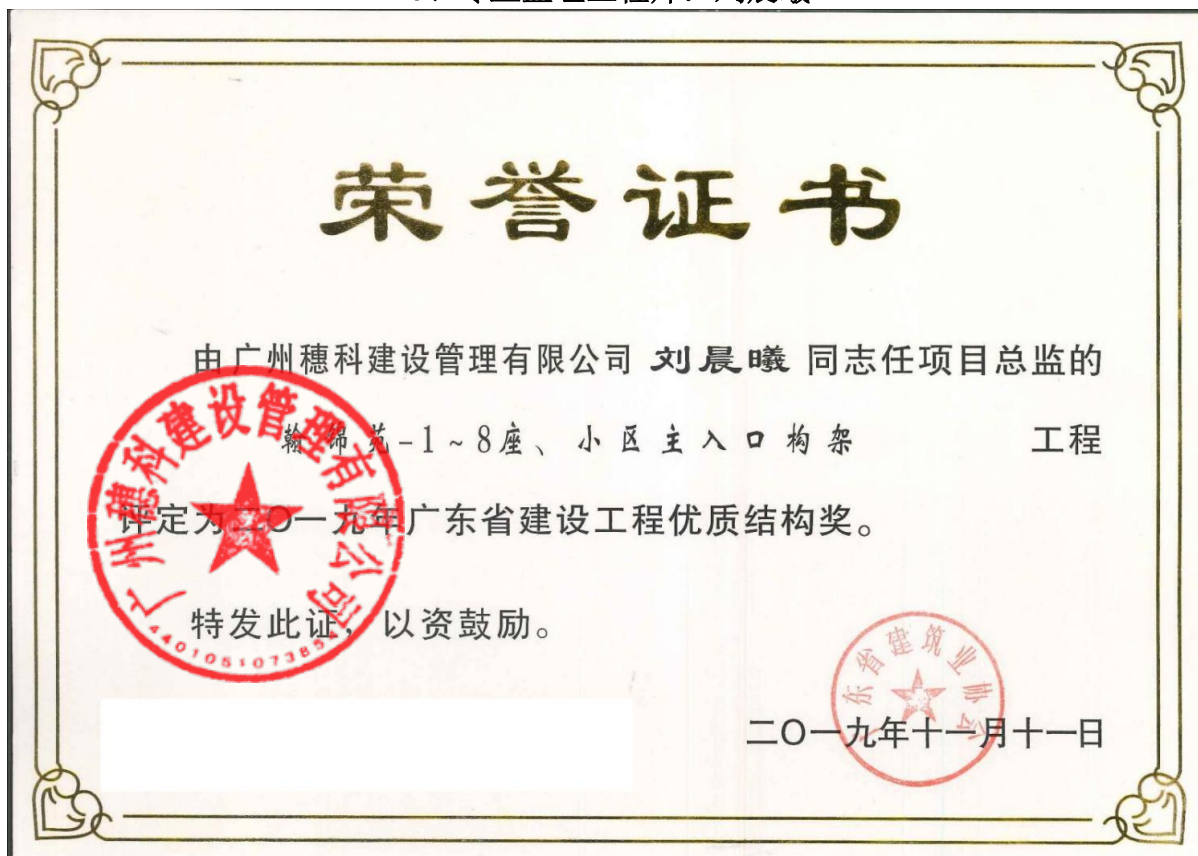 荣誉证书
由广州穗科建设管理有限公司 刘晨曦 同志任项目总监的
翰锦苑-1~8座、小区主入口构架 工程
评定为二〇一九年广东省建设工程优质结构奖。
特发此证，以资鼓励。
二〇一九年十一月十一日
广州穗科建设管理有限公司
广东省建筑业协会